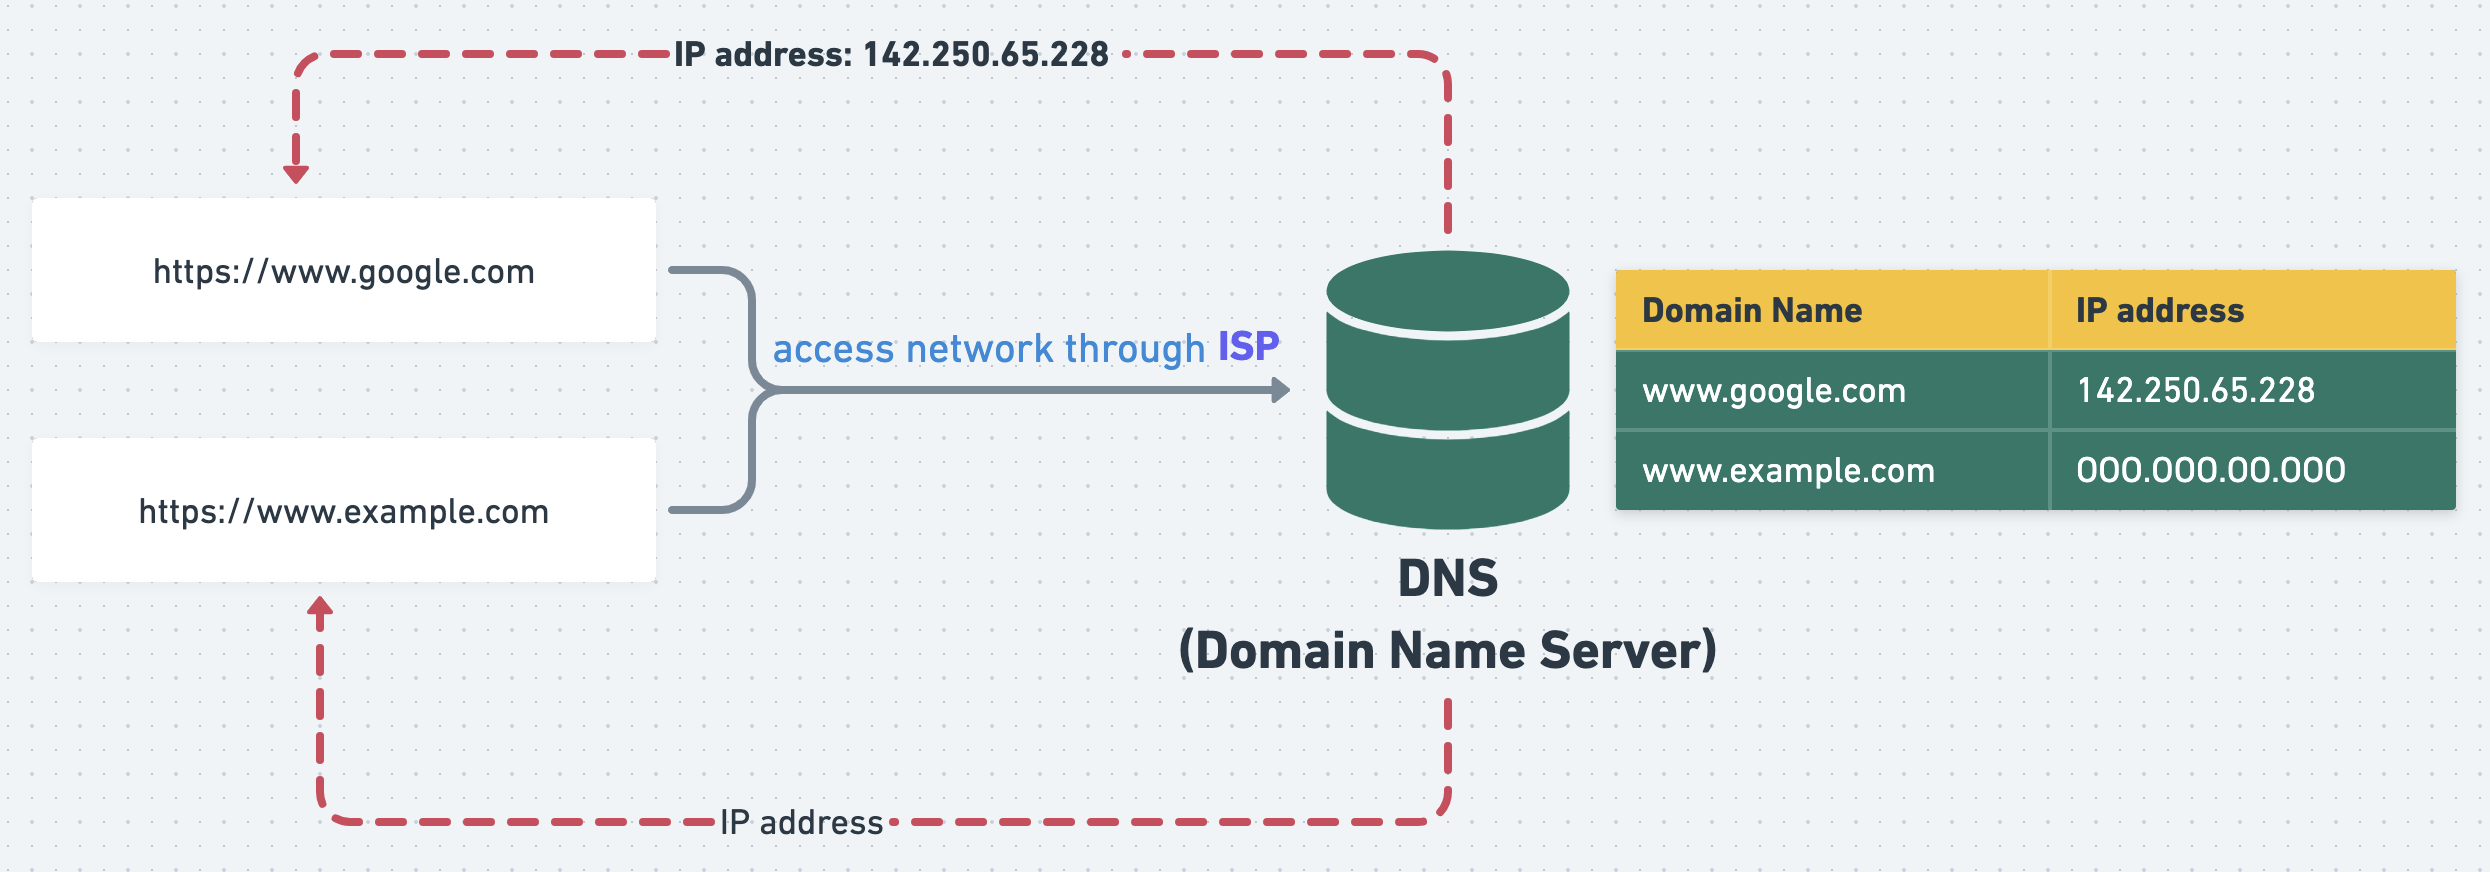 IP address: 142.250.65.228
https://www.google.com
access network through ISP
https://www.example.com
DNS
(Domain Name Server)
IP address
Domain Name IP address
www.google.com 142.250.65.228
www.example.com 000.000.00.000